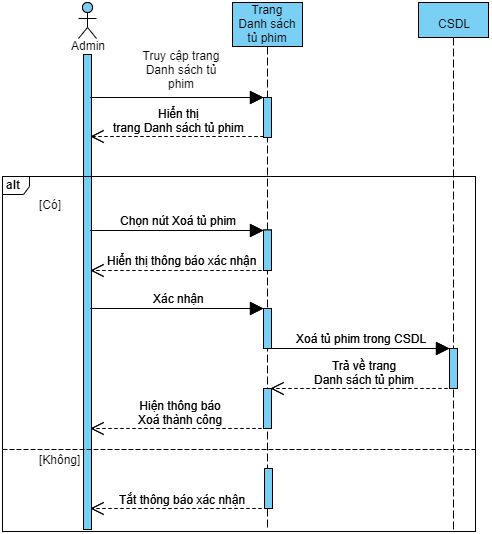 Admin
Trang
Danh sách
tủ phim
CSDL
Truy cập trang
Danh sách tủ
phim
Hiển thị
trang Danh sách tủ phim
alt
[Có]
Chọn nút Xoá tủ phim
Hiển thị thông báo xác nhận
Xác nhận
Xoá tủ phim trong CSDL
Trả về trang
Danh sách tủ phim
Hiện thông báo
Xoá thành công
[Không]
Tắt thông báo xác nhận